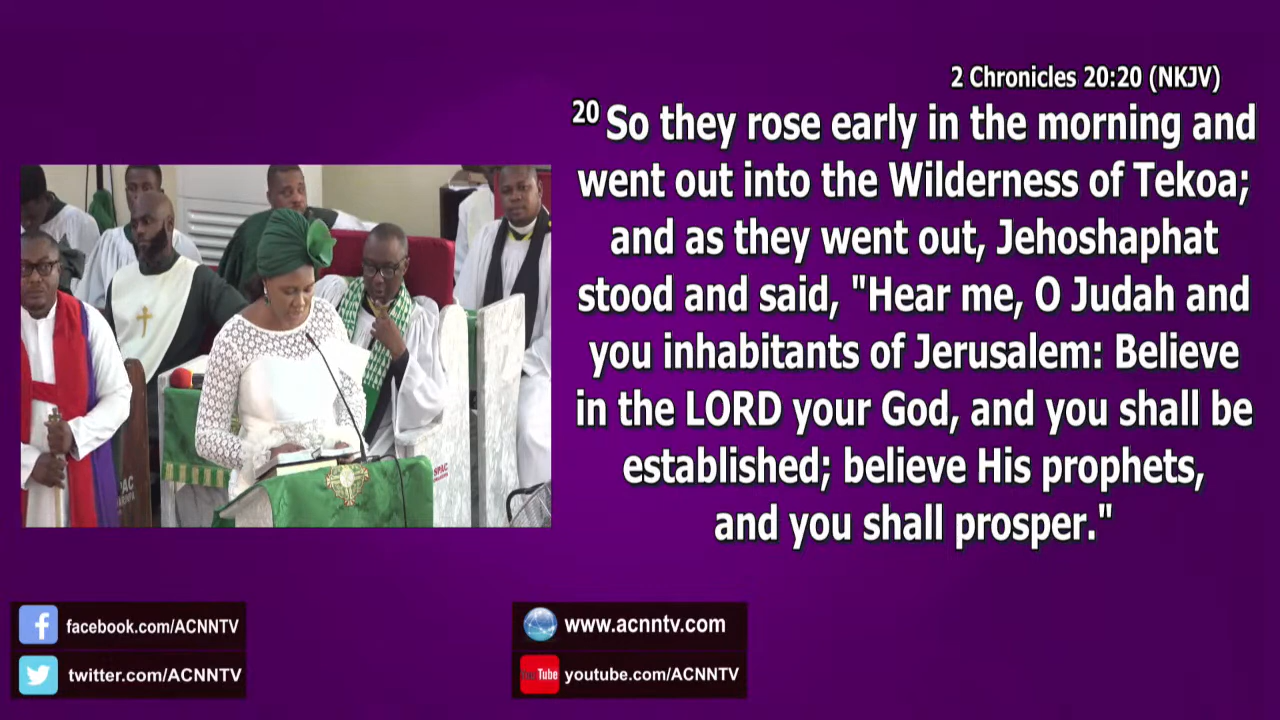 2 Chronicles 20:20 (NKJV)
20 So they rose early in the morning and
went out into the Wilderness of Tekoa;
and as they went out, Jehoshaphat
stood and said, "Hear me, O Judah and
you inhabitants of Jerusalem: Believe
in the LORD your God, and you shall be
established; believe His prophets,
and you shall prosper."
facebook.com/ACNNTV
twitter.com/ACNNTV
www.acnntv.com
YouTube
youtube.com/ACNNTV